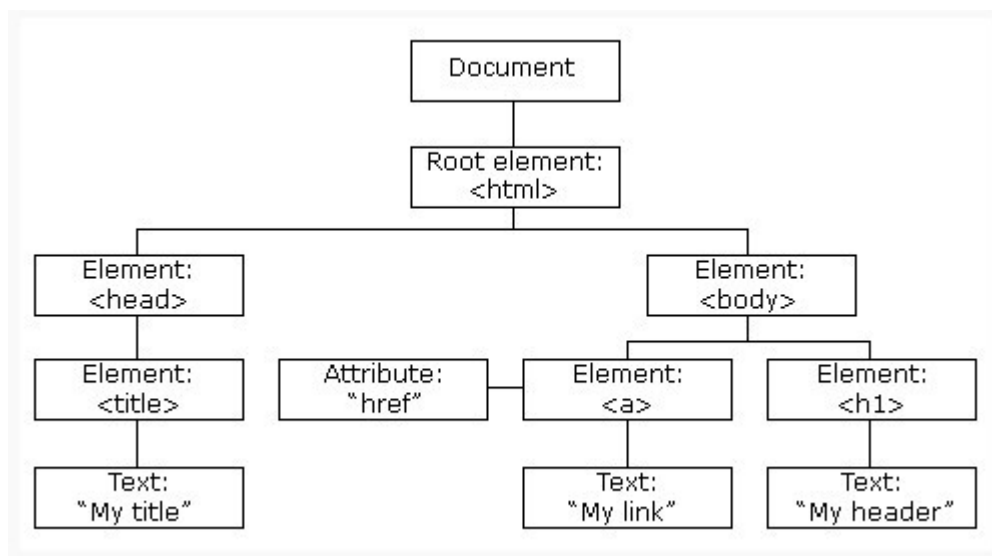 Document
Root element:
<html>
Element:
<head>
Element:
<body>
Element:
<title>
Attribute:
“href”
Element:
<a>
Element:
<h1>
Text:
“My title”
Text:
“My link”
Text:
“My header”